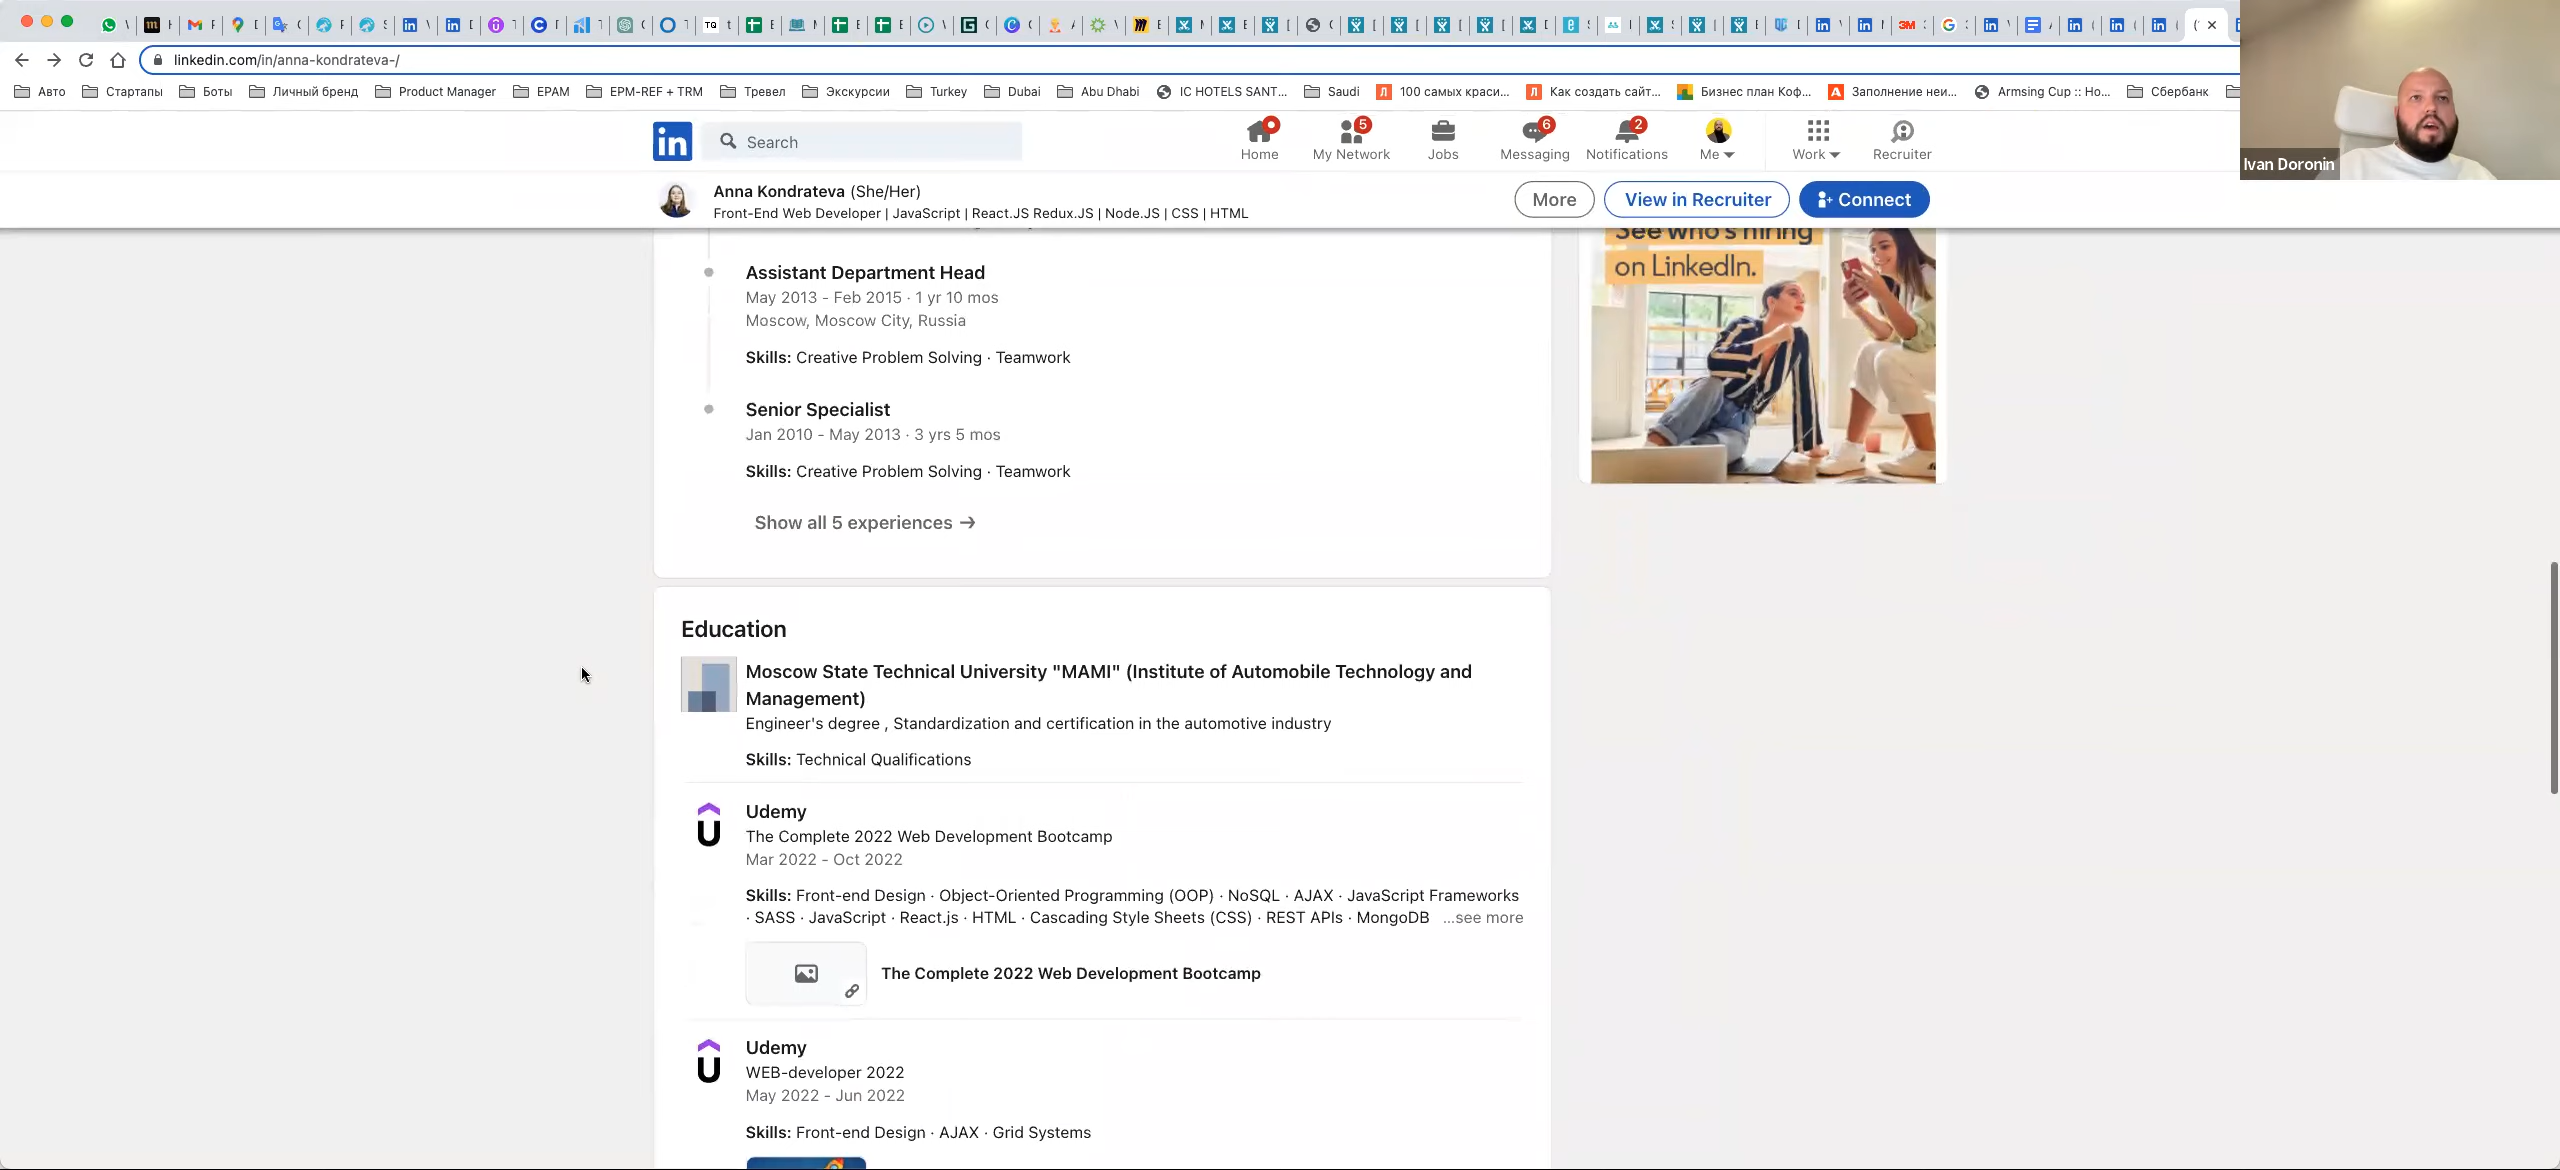 linkedin.com/in/anna-kondrateva-/
Авто
Стартапы
Боты
Личный бренд
Product Manager
EPAM
EPM-REF + TRM
Тревел
Экскурсии
Turkey
Dubai
Abu Dhabi
IC HOTELS SANT...
Saudi
100 самых краси...
Как создать сайт...
Бизнес план Коф...
Заполнение неи...
Armsing Cup :: Ho...
Сбербанк
Ivan Doronin
in
Search
Home
5
My Network
Jobs
6
Messaging
2
Notifications
Me
Work
Recruiter
Anna Kondrateva (She/Her)
Front-End Web Developer | JavaScript | React.JS Redux.JS | Node.JS | CSS | HTML
More
View in Recruiter
Connect
See who's hiring
on LinkedIn.
Assistant Department Head
May 2013 - Feb 2015 · 1 yr 10 mos
Moscow, Moscow City, Russia
Skills: Creative Problem Solving · Teamwork
Senior Specialist
Jan 2010 - May 2013 · 3 yrs 5 mos
Skills: Creative Problem Solving · Teamwork
Show all 5 experiences →
Education
Moscow State Technical University "MAMI" (Institute of Automobile Technology and
Management)
Engineer's degree , Standardization and certification in the automotive industry
Skills: Technical Qualifications
Udemy
The Complete 2022 Web Development Bootcamp
Mar 2022 - Oct 2022
Skills: Front-end Design · Object-Oriented Programming (OOP) · NoSQL · AJAX · JavaScript Frameworks
· SASS · JavaScript · React.js · HTML · Cascading Style Sheets (CSS) · REST APIs · MongoDB ...see more
The Complete 2022 Web Development Bootcamp
Udemy
WEB-developer 2022
May 2022 - Jun 2022
Skills: Front-end Design · AJAX · Grid Systems